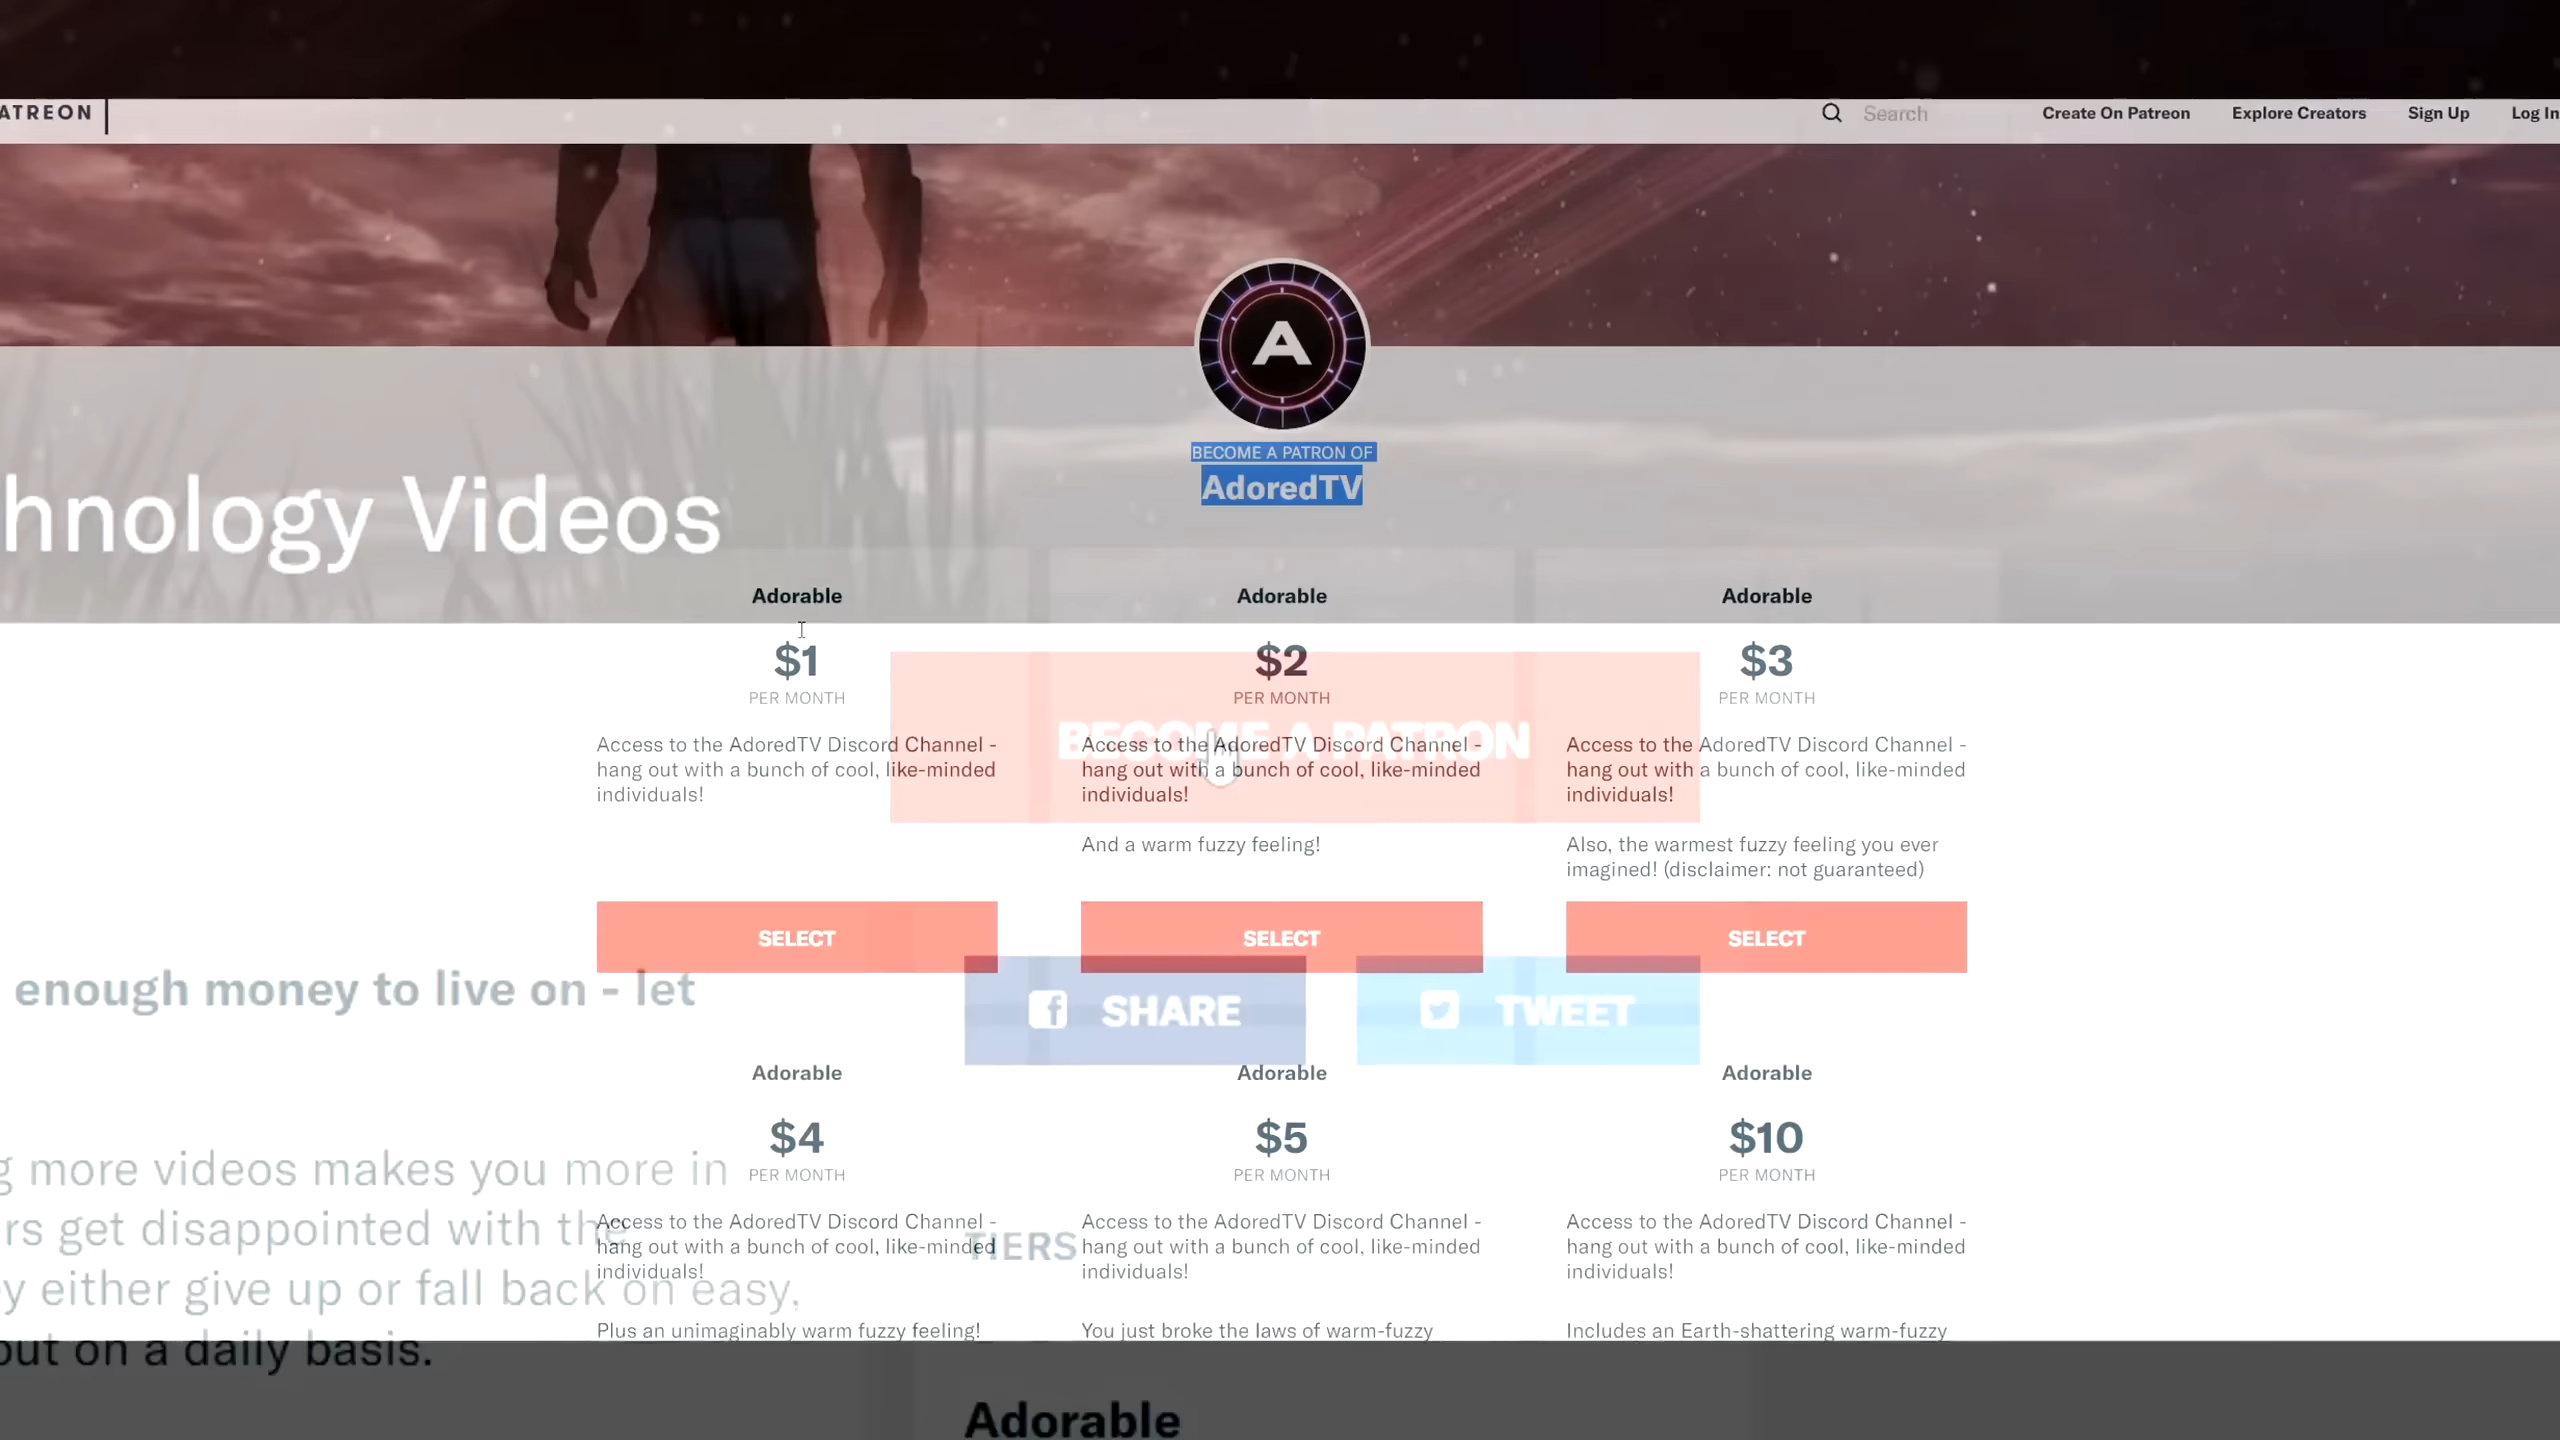 ATREON
Search
Create On Patreon
Explore Creators
Sign Up
Log In
A
BECOME A PATRON OF
AdoredTV
hnology Videos
Adorable
$1
PER MONTH
Access to the AdoredTV Discord Channel -
hang out with a bunch of cool, like-minded
individuals!
SELECT
Adorable
$2
PER MONTH
Access to the AdoredTV Discord Channel -
hang out with a bunch of cool, like-minded
individuals!
And a warm fuzzy feeling!
SELECT
Adorable
$3
PER MONTH
Access to the AdoredTV Discord Channel -
hang out with a bunch of cool, like-minded
individuals!
Also, the warmest fuzzy feeling you ever
imagined! (disclaimer: not guaranteed)
SELECT
BECOME A PATRON
SHARE
TWEET
enough money to live on - let
g more videos makes you more in
rs get disappointed with the
y either give up or fall back on easy,
out on a daily basis.
TIERS
Adorable
$4
PER MONTH
Access to the AdoredTV Discord Channel -
hang out with a bunch of cool, like-minded
individuals!
Plus an unimaginably warm fuzzy feeling!
Adorable
$5
PER MONTH
Access to the AdoredTV Discord Channel -
hang out with a bunch of cool, like-minded
individuals!
You just broke the laws of warm-fuzzy
Adorable
$10
PER MONTH
Access to the AdoredTV Discord Channel -
hang out with a bunch of cool, like-minded
individuals!
Includes an Earth-shattering warm-fuzzy
Adorable